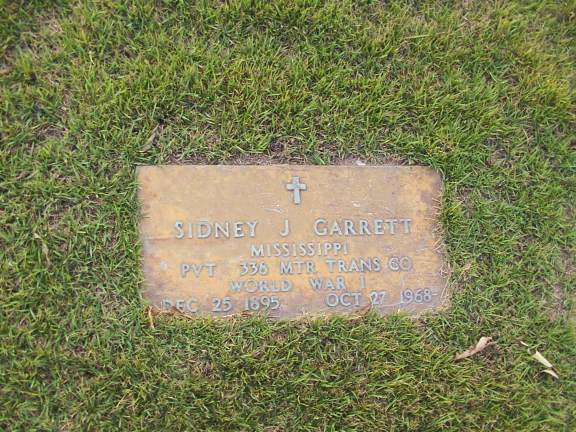 SIDNEY J GARRETT
MISSISSIPPI
PVT 336 MTR TRANS CO
WORLD WAR I
DEC 25 1895 OCT 27 1968